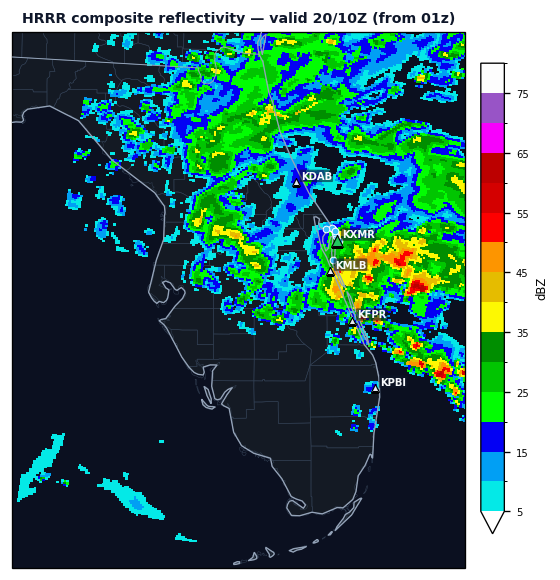 HRRR composite reflectivity — valid 20/10Z (from 01z)
KDAB
KXMR
KMLB
KFPR
KPBI
75
65
55
45
35
25
15
5
dBZ